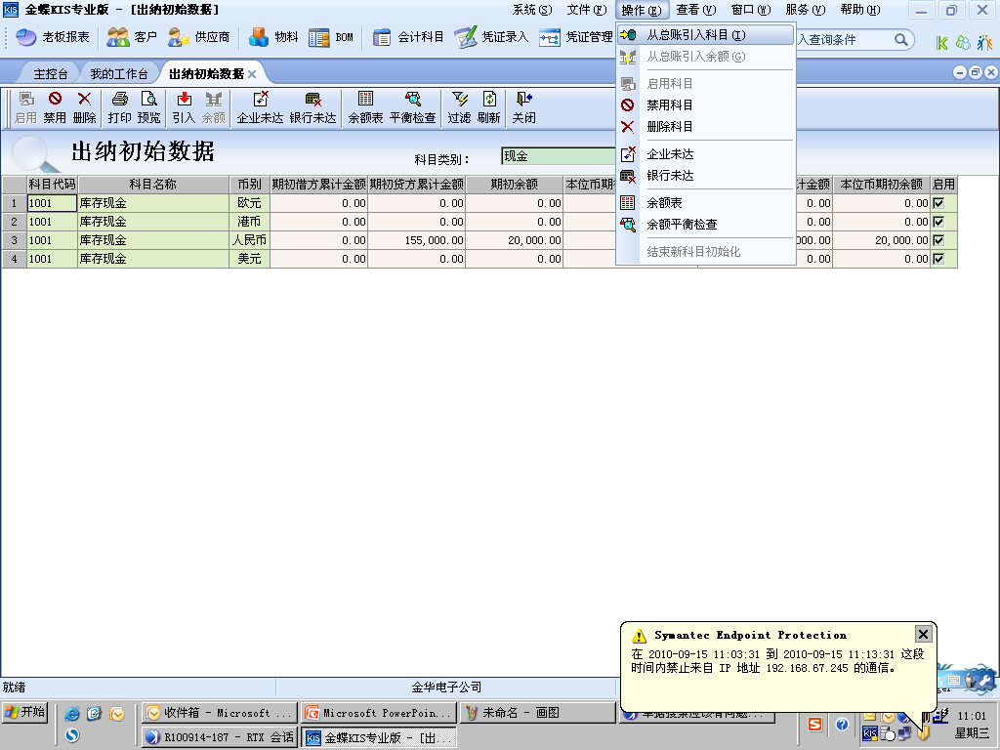 金蝶KIS专业版 - [出纳初始数据]
系统(S) 文件(F) 操作(E) 查看(V) 窗口(W) 服务(V) 帮助(H)
老板报表 客户 供应商 物料 BOM 会计科目 凭证录入 凭证管理 入查询条件
主控台 我的工作台 出纳初始数据
启用 禁用 删除 打印 预览 引入 余额 企业未达 银行未达 余额表 平衡检查 过滤 刷新 关闭
从总账引入科目(I)
从总账引入余额(G)
启用科目
禁用科目
删除科目
企业未达
银行未达
余额表
余额平衡检查
结束新科目初始化
出纳初始数据
科目类别: 现金
科目代码 科目名称 币别 期初借方累计金额 期初贷方累计金额 期初余额 本位币期 计金额 本位币期初余额 启用
1 1001 库存现金 欧元 0.00 0.00 0.00 0.00 0.00
2 1001 库存现金 港币 0.00 0.00 0.00 0.00 0.00
3 1001 库存现金 人民币 0.00 155,000.00 20,000.00 000.00 20,000.00
4 1001 库存现金 美元 0.00 0.00 0.00 0.00 0.00
Symantec Endpoint Protection
在 2010-09-15 11:03:31 到 2010-09-15 11:13:31 这段
时间内禁止来自 IP 地址 192.168.67.245 的通信。
就绪 金华电子公司
开始 收件箱 - Microsoft ... Microsoft PowerPoin... 未命名 - 画图
R100914-187 - RTX 会话 金蝶KIS专业版 - [出...
11:01
星期三